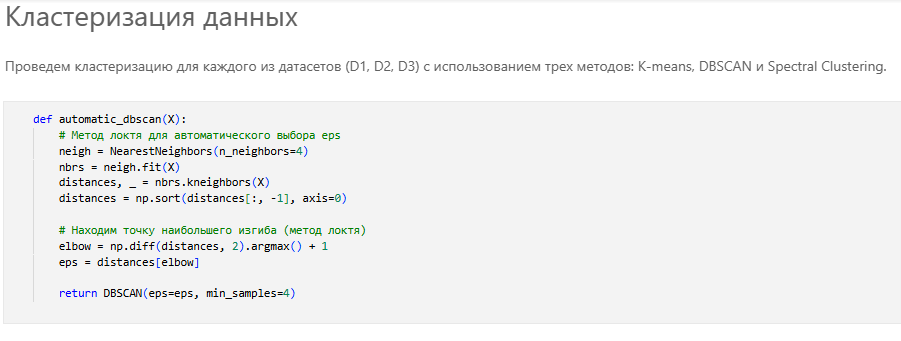 Кластеризация данных
Проведем кластеризацию для каждого из датасетов (D1, D2, D3) с использованием трех методов: K-means, DBSCAN и Spectral Clustering.
def automatic_dbscan(X):
    # Метод локтя для автоматического выбора eps
    neigh = NearestNeighbors(n_neighbors=4)
    nbrs = neigh.fit(X)
    distances, _ = nbrs.kneighbors(X)
    distances = np.sort(distances[:, -1], axis=0)
    # Находим точку наибольшего изгиба (метод локтя)
    elbow = np.diff(distances, 2).argmax() + 1
    eps = distances[elbow]
    return DBSCAN(eps=eps, min_samples=4)